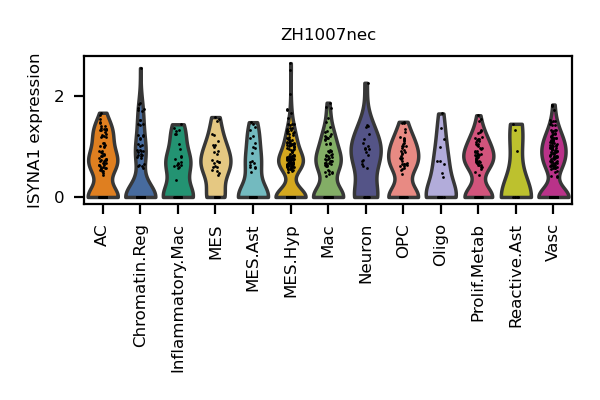 ZH1007nec
ISYNA1 expression
2
0
AC
Chromatin.Reg
Inflammatory.Mac
MES
MES.Ast
MES.Hyp
Mac
Neuron
OPC
Oligo
Prolif.Metab
Reactive.Ast
Vasc